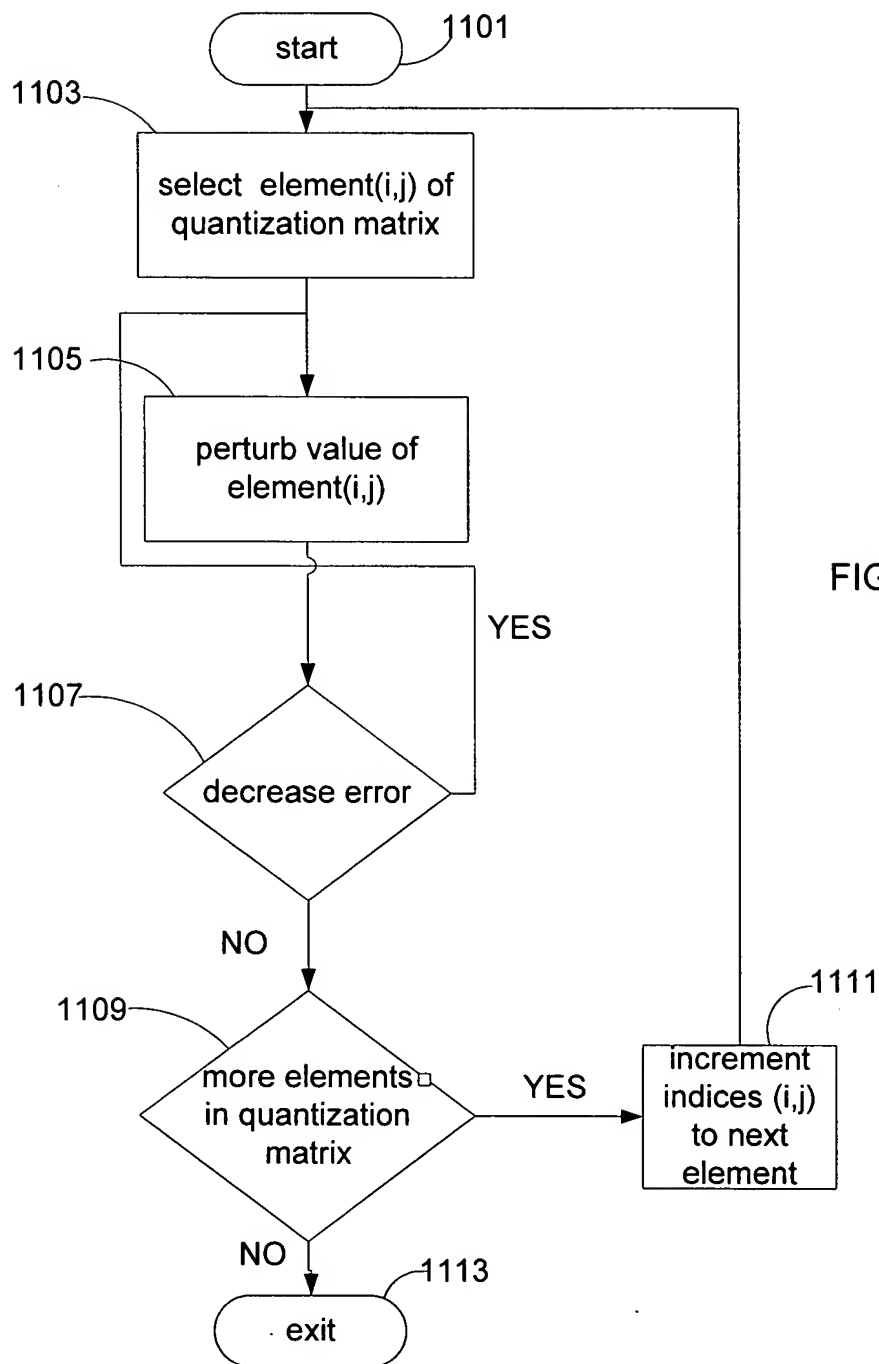 start
1101
1103
select element(i,j) of
quantization matrix
1105
perturb value of
element(i,j)
FIG
YES
1107
decrease error
NO
1109
more elements
in quantization
matrix
YES
1111
increment
indices (i,j)
to next
element
NO
1113
exit